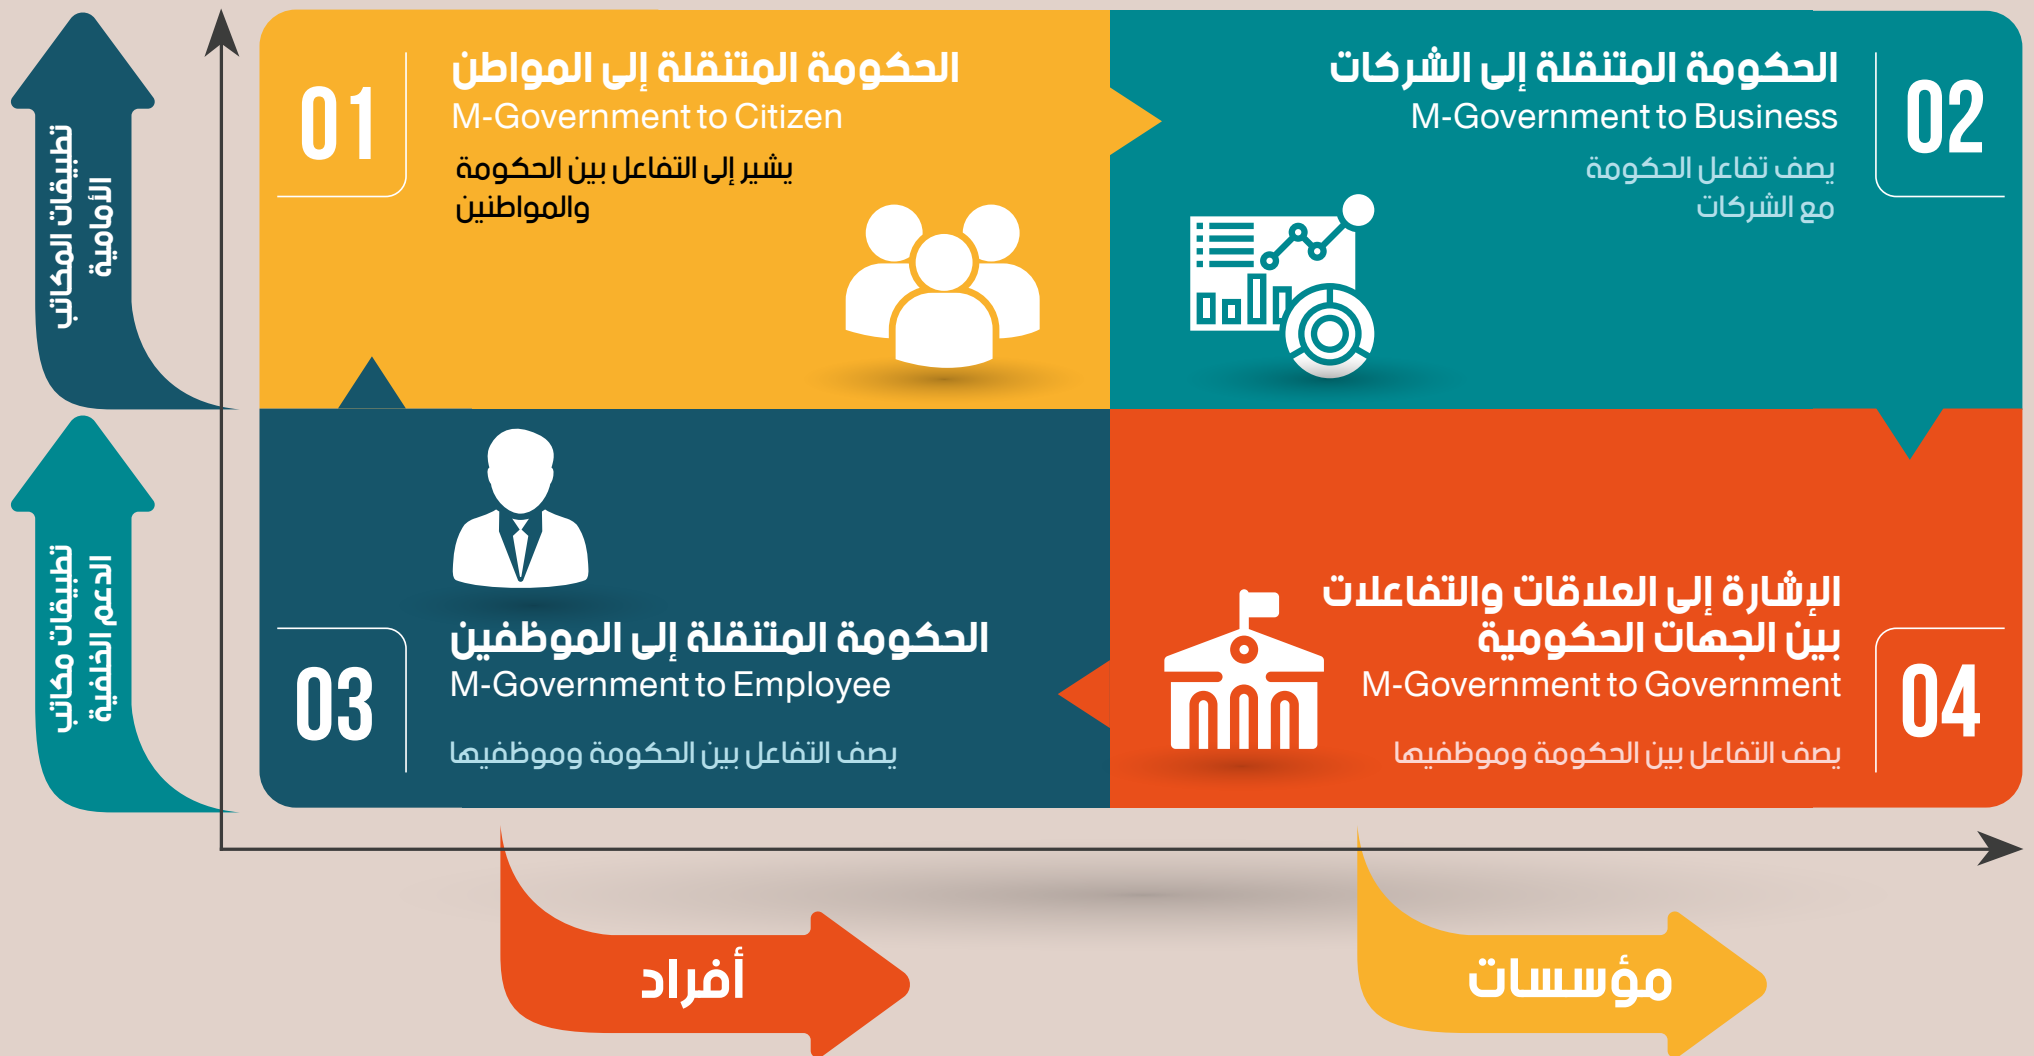 01
الحكومة المتنقلة إلى المواطن
M-Government to Citizen
يشير إلى التفاعل بين الحكومة
والمواطنين
02
الحكومة المتنقلة إلى الشركات
M-Government to Business
يصف تفاعل الحكومة
مع الشركات
03
الحكومة المتنقلة إلى الموظفين
M-Government to Employee
يصف التفاعل بين الحكومة وموظفيها
04
الإشارة إلى العلاقات والتفاعلات
بين الجهات الحكومية
M-Government to Government
يصف التفاعل بين الحكومة وموظفيها
تطبيقات المكاتب
الأمامية
تطبيقات مكاتب
الدعم الخلفية
أفراد
مؤسسات